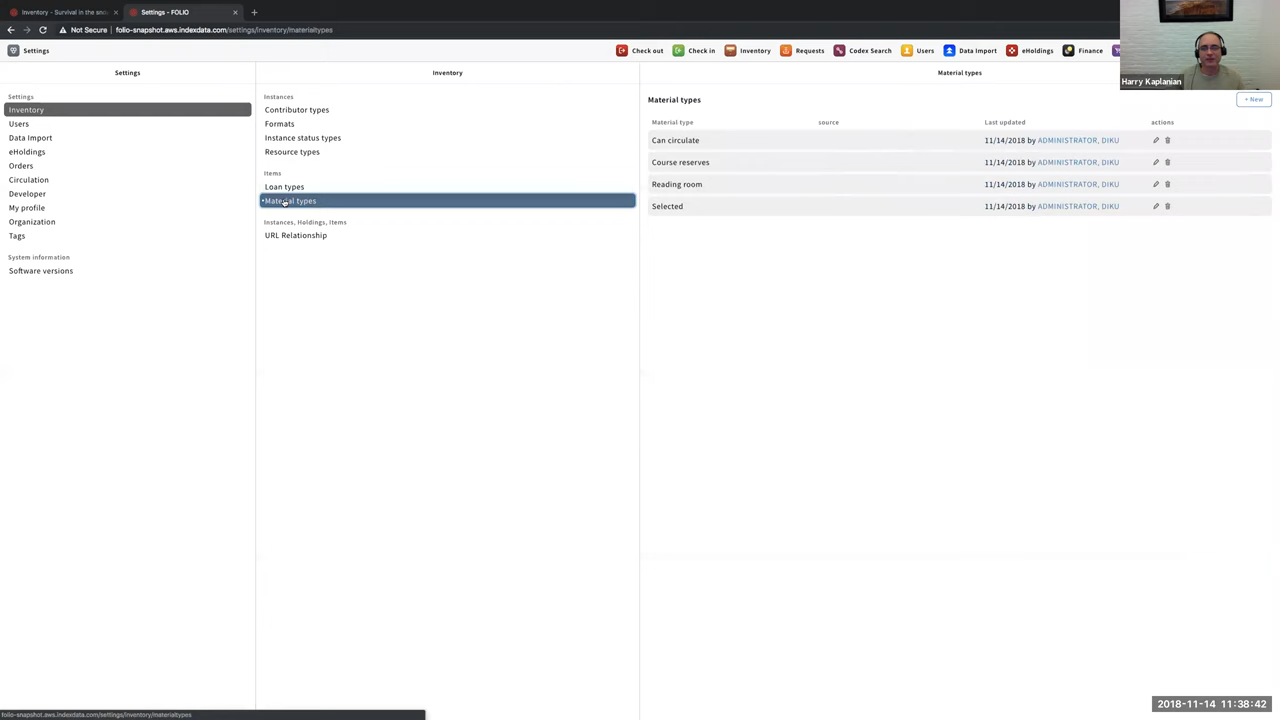 Inventory - Survival in the snow
Settings - FOLIO
Not Secure
folio-snapshot.aws.indexdata.com/settings/inventory/materialtypes
Settings
Check out
Check in
Inventory
Requests
Codex Search
Users
Data Import
eHoldings
Finance
Harry Kaplanian
Settings
Inventory
Material types
Settings
Inventory
Users
Data Import
eHoldings
Orders
Circulation
Developer
My profile
Organization
Tags
System information
Software versions
Instances
Contributor types
Formats
Instance status types
Resource types
Items
Loan types
Material types
Instances, Holdings, Items
URL Relationship
Material types
+ New
Material type source Last updated actions
Can circulate 11/14/2018 by ADMINISTRATOR, DIKU
Course reserves 11/14/2018 by ADMINISTRATOR, DIKU
Reading room 11/14/2018 by ADMINISTRATOR, DIKU
Selected 11/14/2018 by ADMINISTRATOR, DIKU
folio-snapshot.aws.indexdata.com/settings/inventory/materialtypes
2018-11-14 11:38:42